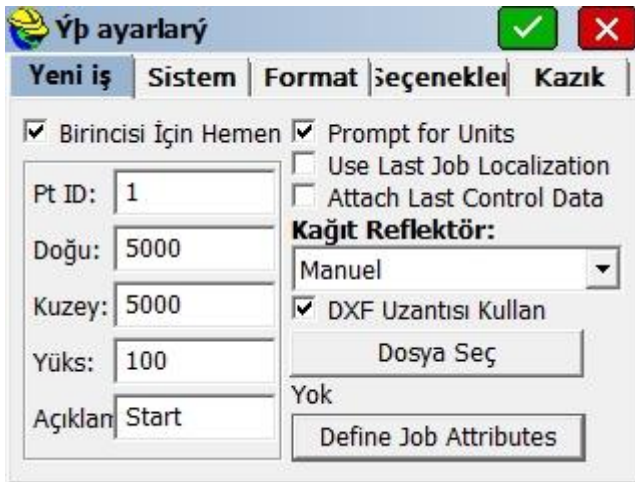 Ýþ ayarlarý
Yeni iş
Sistem
Format
Seçenekler
Kazık
Birincisi İçin Hemen
Pt ID:
1
Doğu:
5000
Kuzey:
5000
Yüks:
100
Açıklam
Start
Prompt for Units
Use Last Job Localization
Attach Last Control Data
Kağıt Reflektör:
Manuel
DXF Uzantısı Kullan
Dosya Seç
Yok
Define Job Attributes